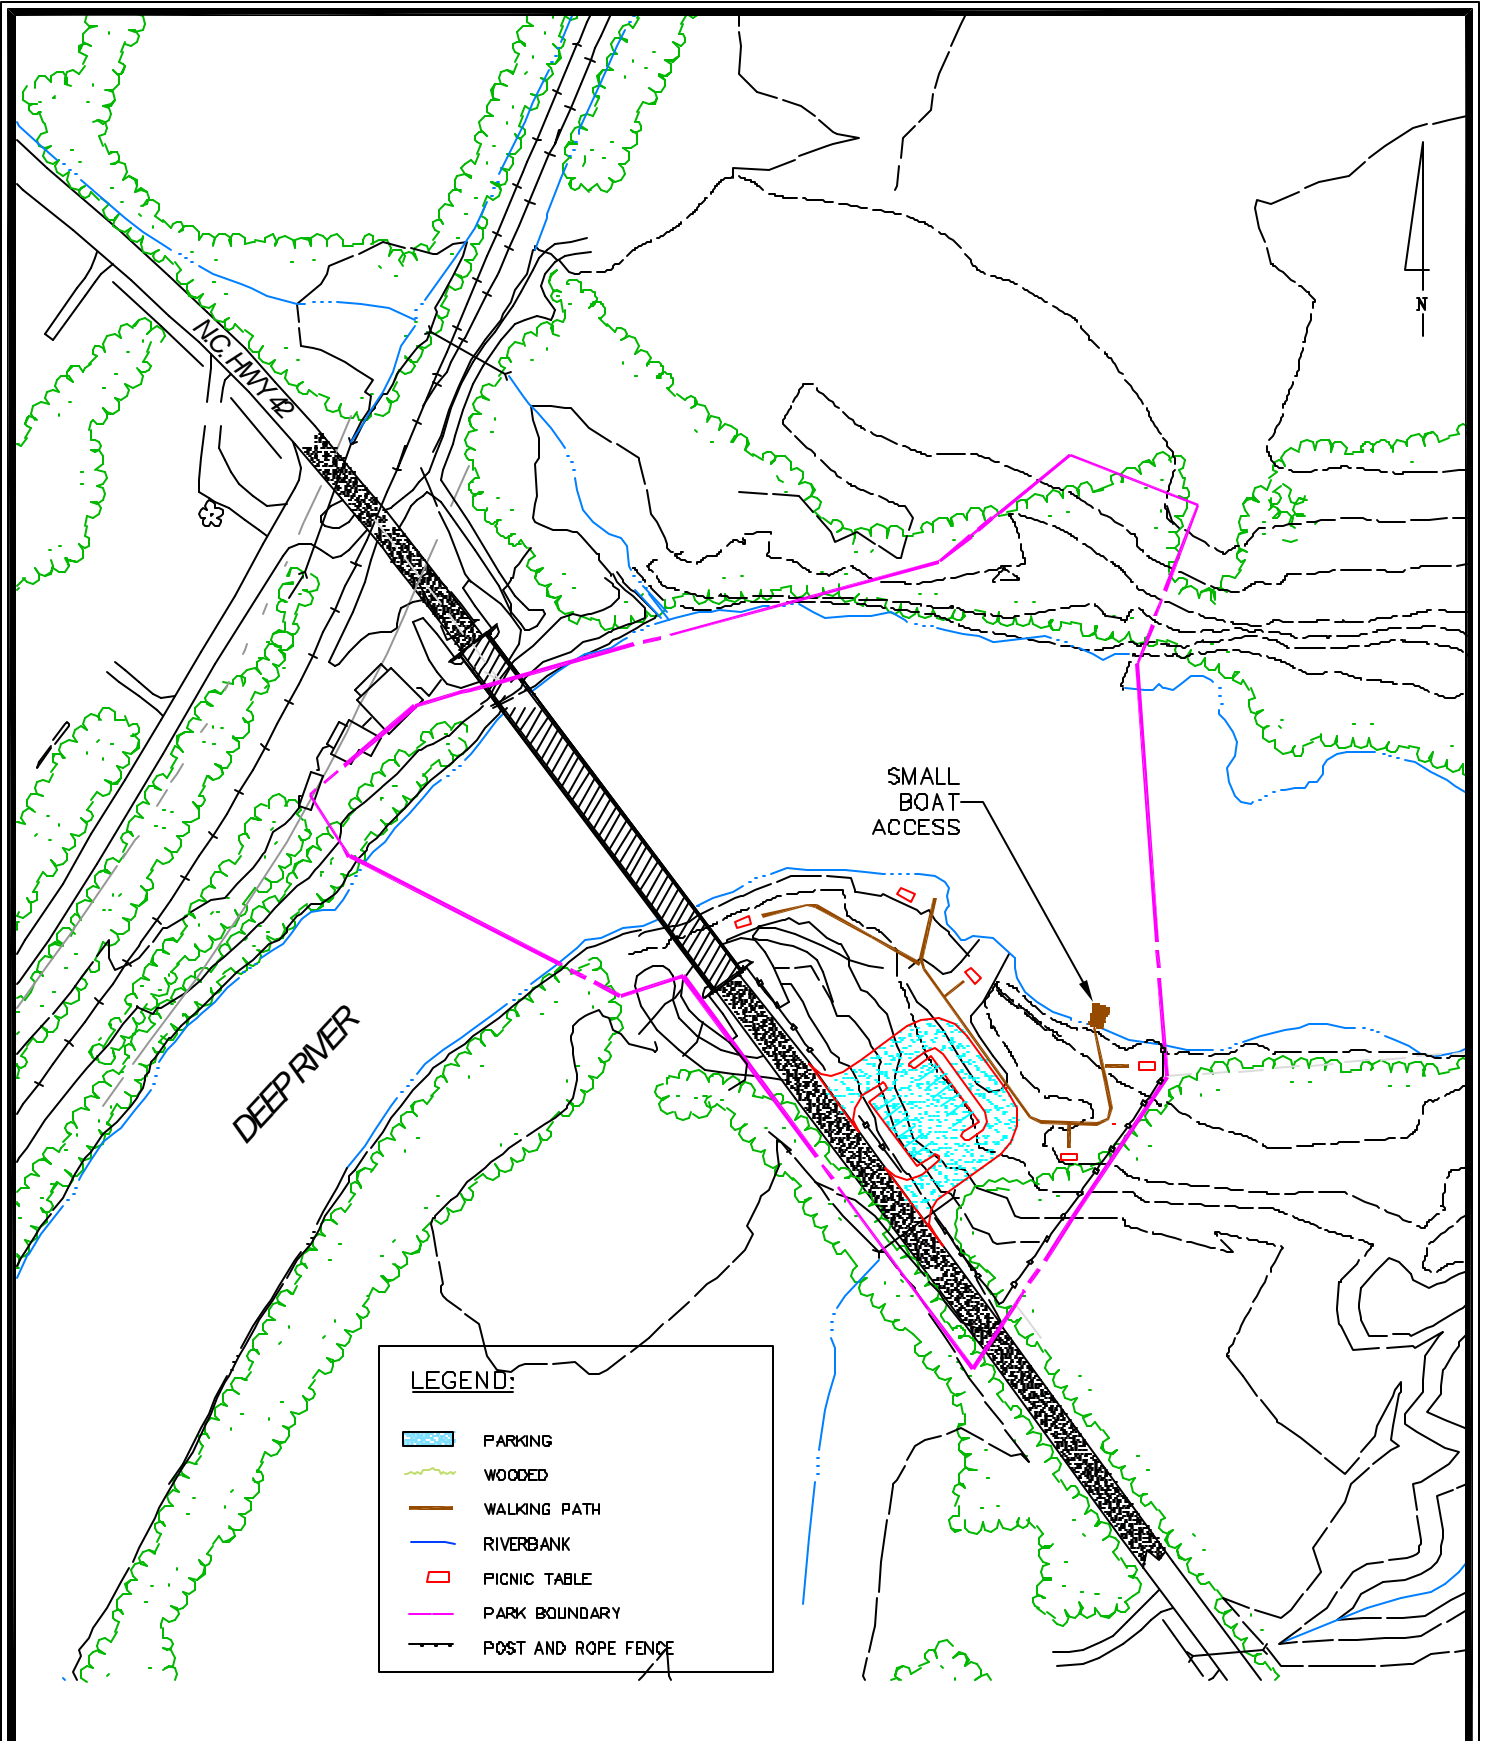 N.C. HWY 42
N
SMALL
BOAT
ACCESS
DEEP RIVER
LEGEND:
PARKING
WOODED
WALKING PATH
RIVERBANK
PICNIC TABLE
PARK BOUNDARY
POST AND ROPE FENCE